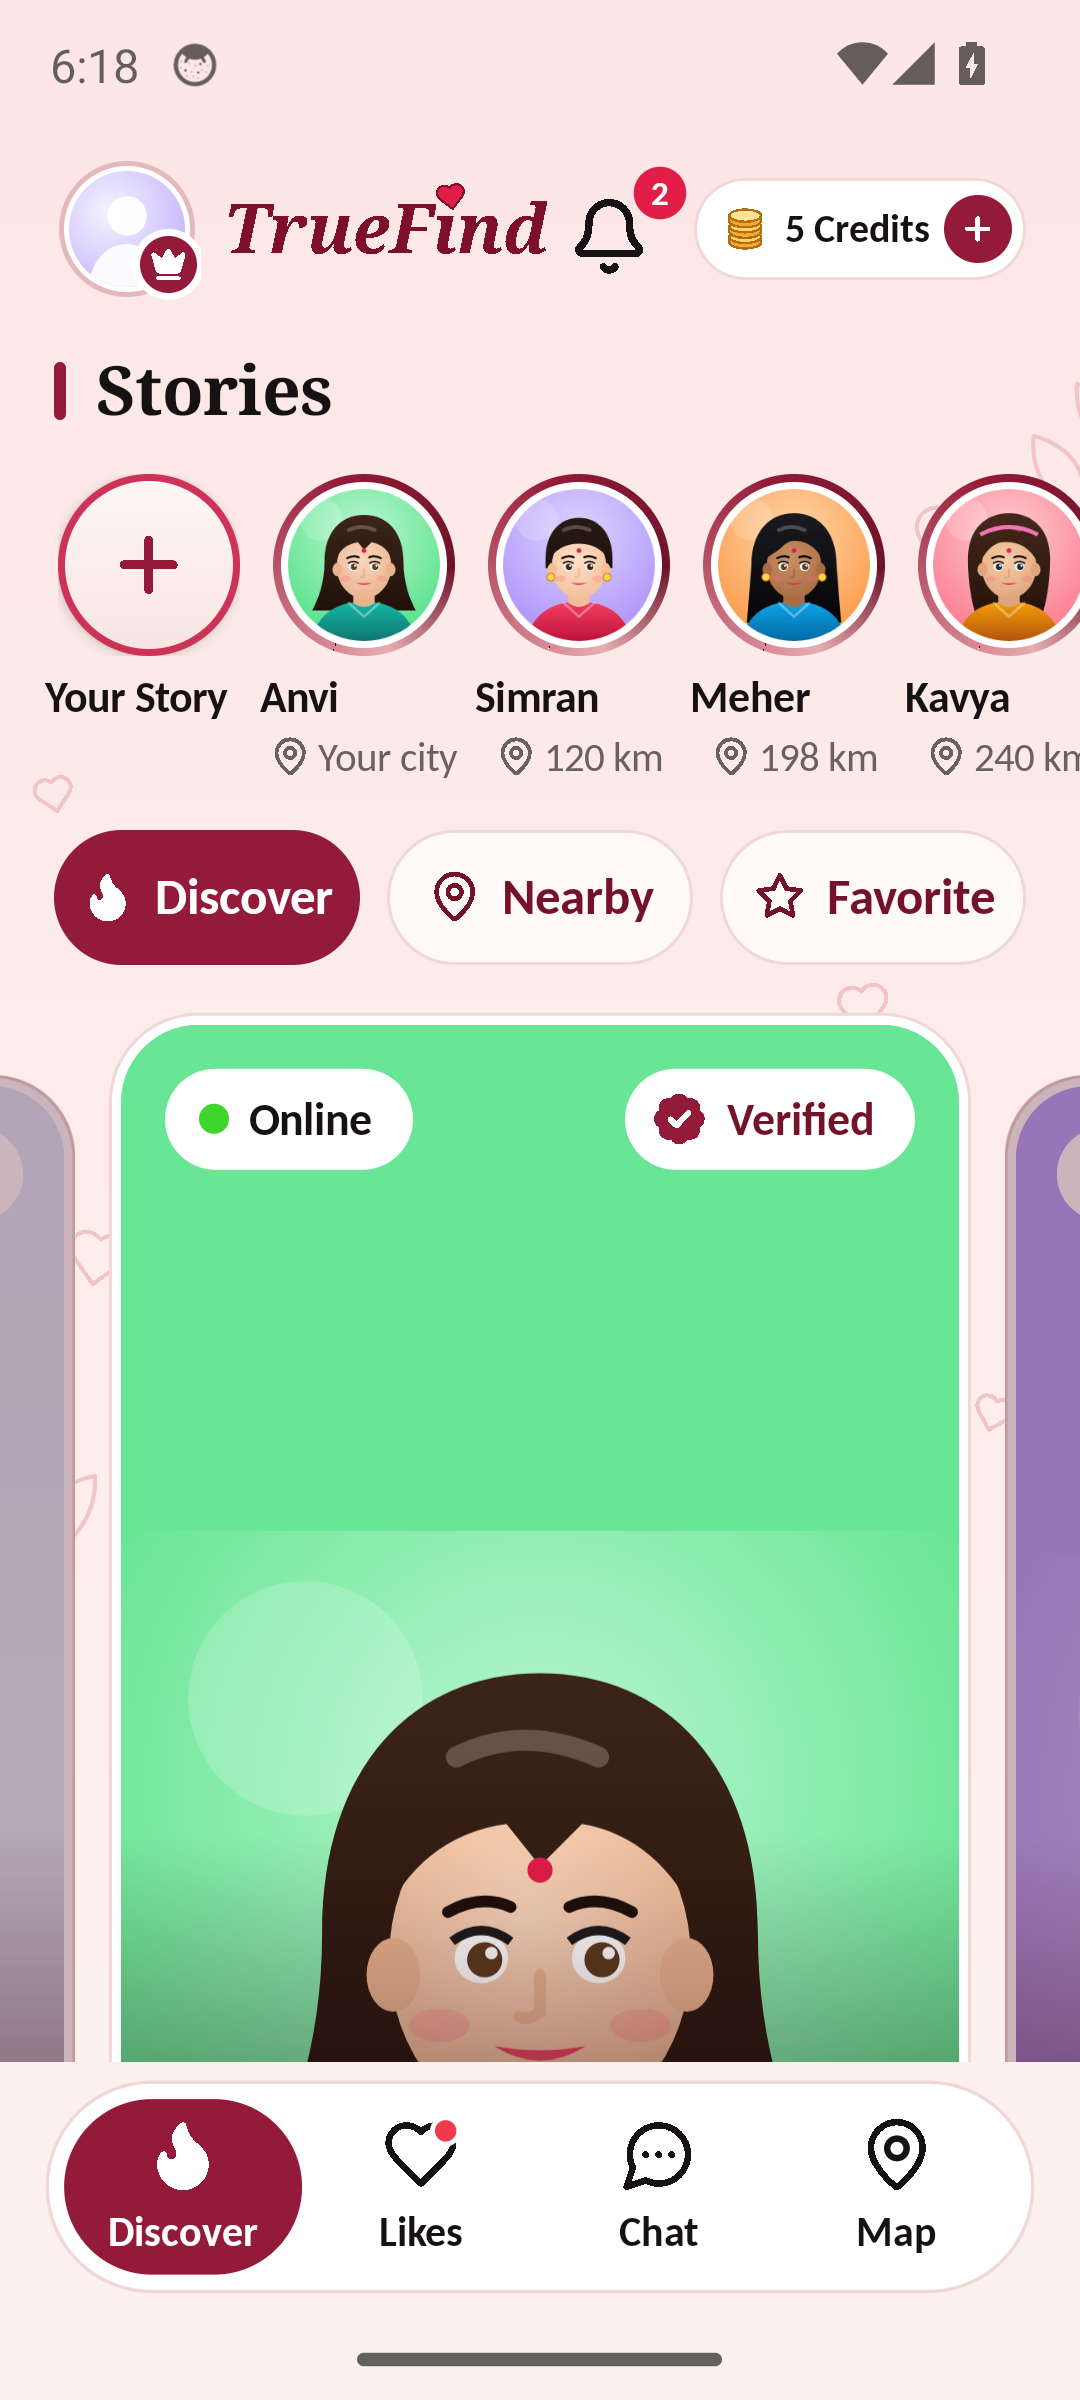 6:18
TrueFind
2
5 Credits
Stories
Your Story
Anvi
Simran
Meher
Kavya
Your city
120 km
198 km
240 km
Discover
Nearby
Favorite
Online
Verified
Discover
Likes
Chat
Map